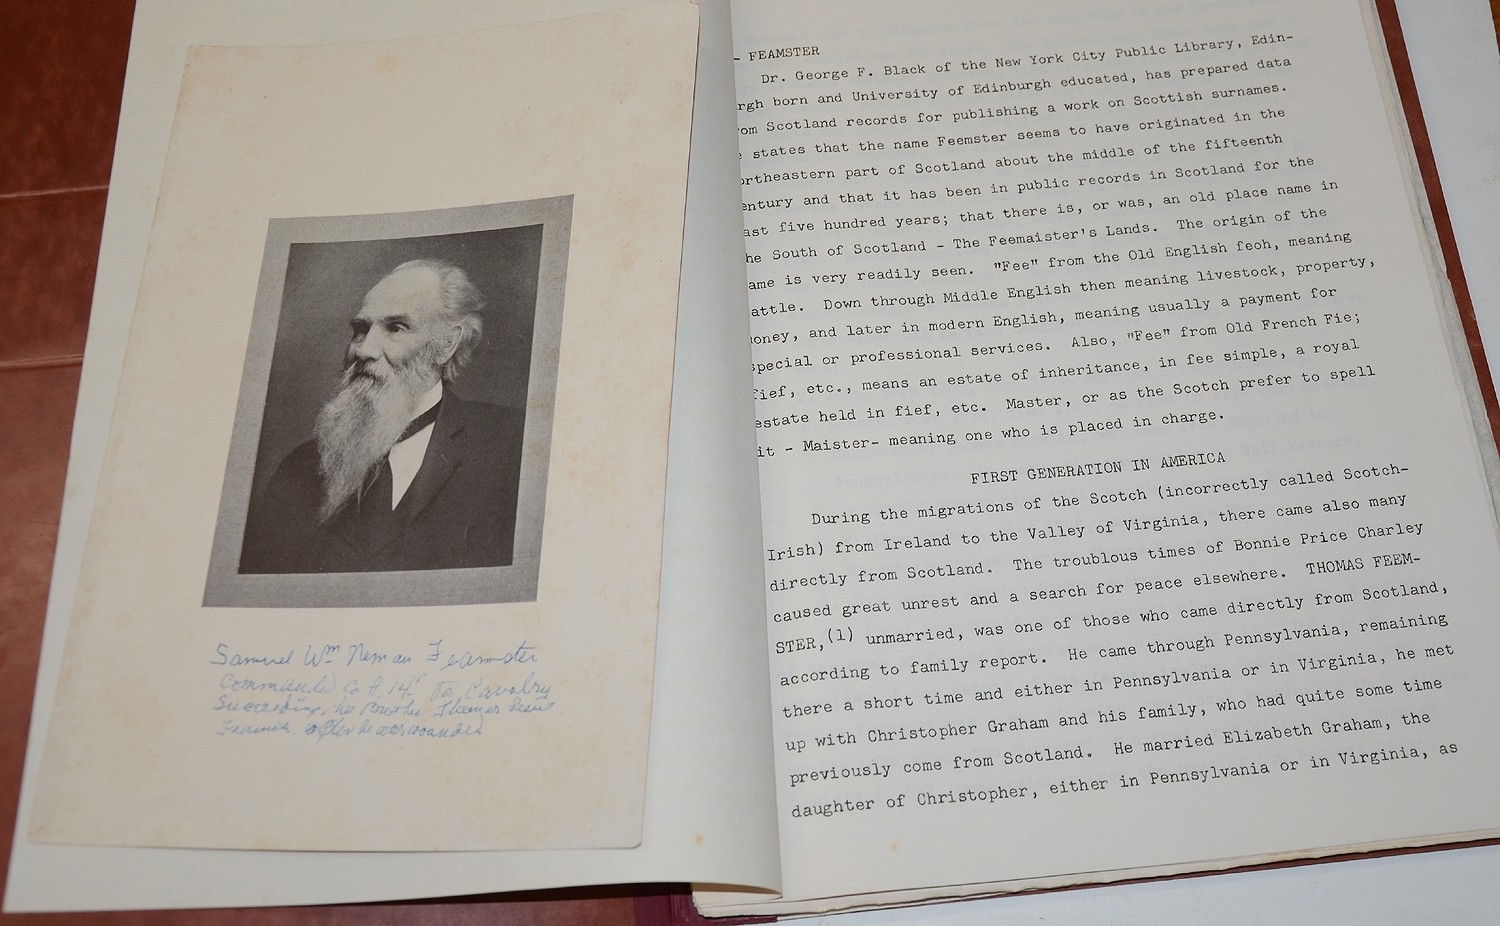 Samuel Wm Neman Feamster
Commanded Co A. 14th Va. Cavalry
Succeeding his Brother Thomas
after he was wounded
- FEAMSTER
Dr. George F. Black of the New York City Public Library, Edin-
rgh born and University of Edinburgh educated, has prepared data
om Scotland records for publishing a work on Scottish surnames.
states that the name Feemster seems to have originated in the
rtheastern part of Scotland about the middle of the fifteenth
entury and that it has been in public records in Scotland for the
ast five hundred years; that there is, or was, an old place name in
he South of Scotland - The Feemaister's Lands. The origin of the
ame is very readily seen. "Fee" from the Old English feoh, meaning
attle. Down through Middle English then meaning livestock, property,
oney, and later in modern English, meaning usually a payment for
special or professional services. Also, "Fee" from Old French Fie;
fief, etc., means an estate of inheritance, in fee simple, a royal
estate held in fief, etc. Master, or as the Scotch prefer to spell
it - Maister- meaning one who is placed in charge.
FIRST GENERATION IN AMERICA
During the migrations of the Scotch (incorrectly called Scotch-
Irish) from Ireland to the Valley of Virginia, there came also many
directly from Scotland. The troublous times of Bonnie Price Charley
caused great unrest and a search for peace elsewhere. THOMAS FEEM-
STER,(1) unmarried, was one of those who came directly from Scotland,
according to family report. He came through Pennsylvania, remaining
there a short time and either in Pennsylvania or in Virginia, he met
up with Christopher Graham and his family, who had quite some time
previously come from Scotland. He married Elizabeth Graham, the
daughter of Christopher, either in Pennsylvania or in Virginia, as